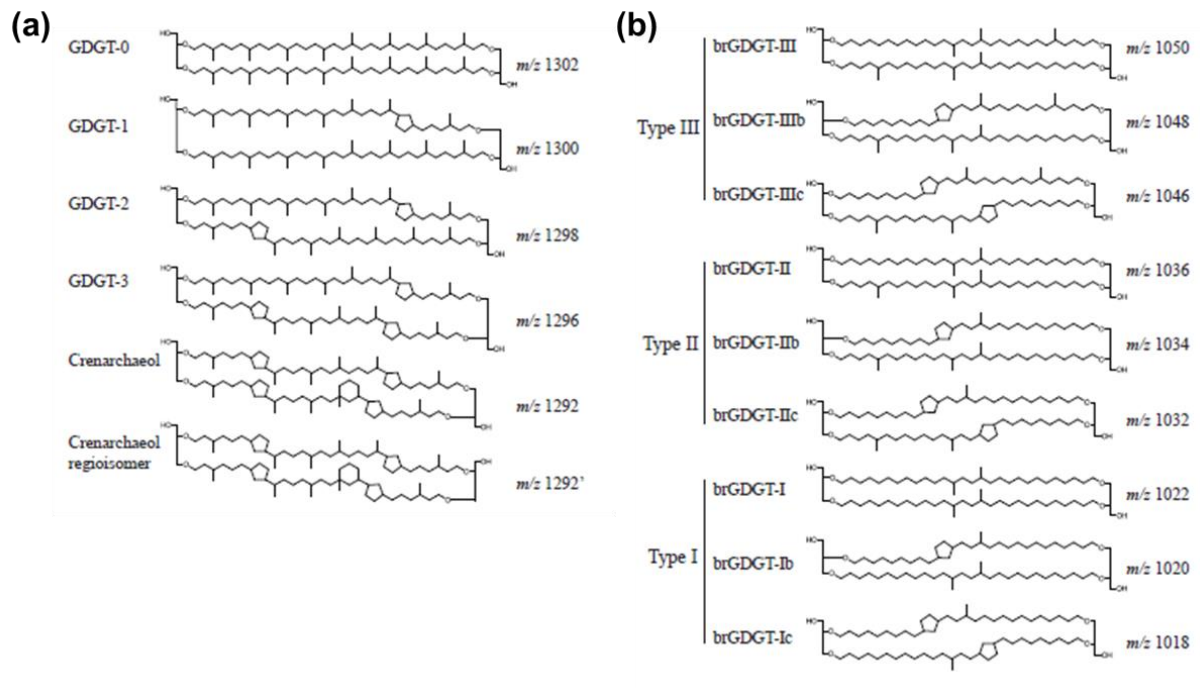 (a)
GDGT-0
m/z 1302
GDGT-1
m/z 1300
GDGT-2
m/z 1298
GDGT-3
m/z 1296
Crenarchaeol
m/z 1292
Crenarchaeol
regioisomer
m/z 1292'
(b)
Type III
brGDGT-III
m/z 1050
brGDGT-IIIb
m/z 1048
brGDGT-IIIc
m/z 1046
Type II
brGDGT-II
m/z 1036
brGDGT-IIb
m/z 1034
brGDGT-IIc
m/z 1032
Type I
brGDGT-I
m/z 1022
brGDGT-Ib
m/z 1020
brGDGT-Ic
m/z 1018